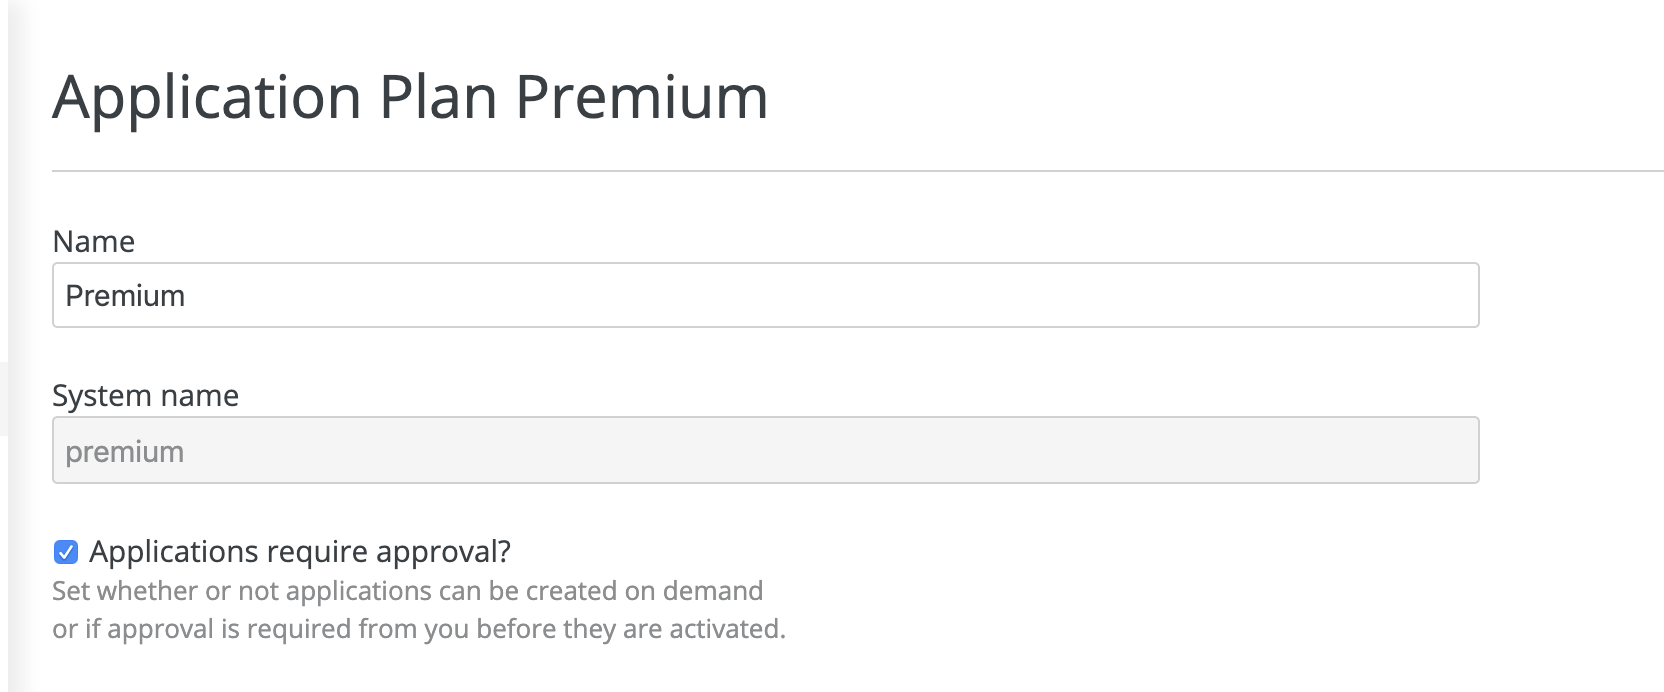 Application Plan Premium
Name
Premium
System name
premium
Applications require approval?
Set whether or not applications can be created on demand
or if approval is required from you before they are activated.